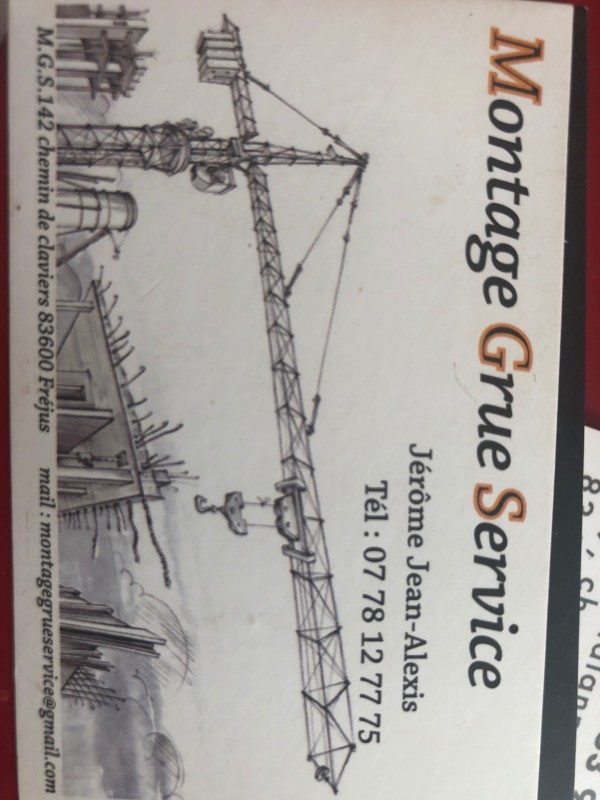 Montage Grue Service
Jérôme Jean-Alexis
Tél : 07 78 12 77 75
M.G.S.142 chemin de claviers 83600 Fréjus mail : montagegrueservice@gmail.com